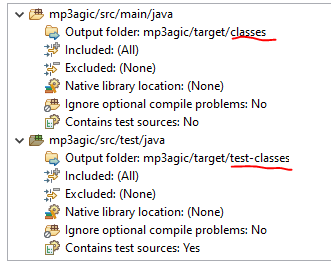 mp3agic/src/main/java
Output folder: mp3agic/target/classes
Included: (All)
Excluded: (None)
Native library location: (None)
Ignore optional compile problems: No
Contains test sources: No
mp3agic/src/test/java
Output folder: mp3agic/target/test-classes
Included: (All)
Excluded: (None)
Native library location: (None)
Ignore optional compile problems: No
Contains test sources: Yes